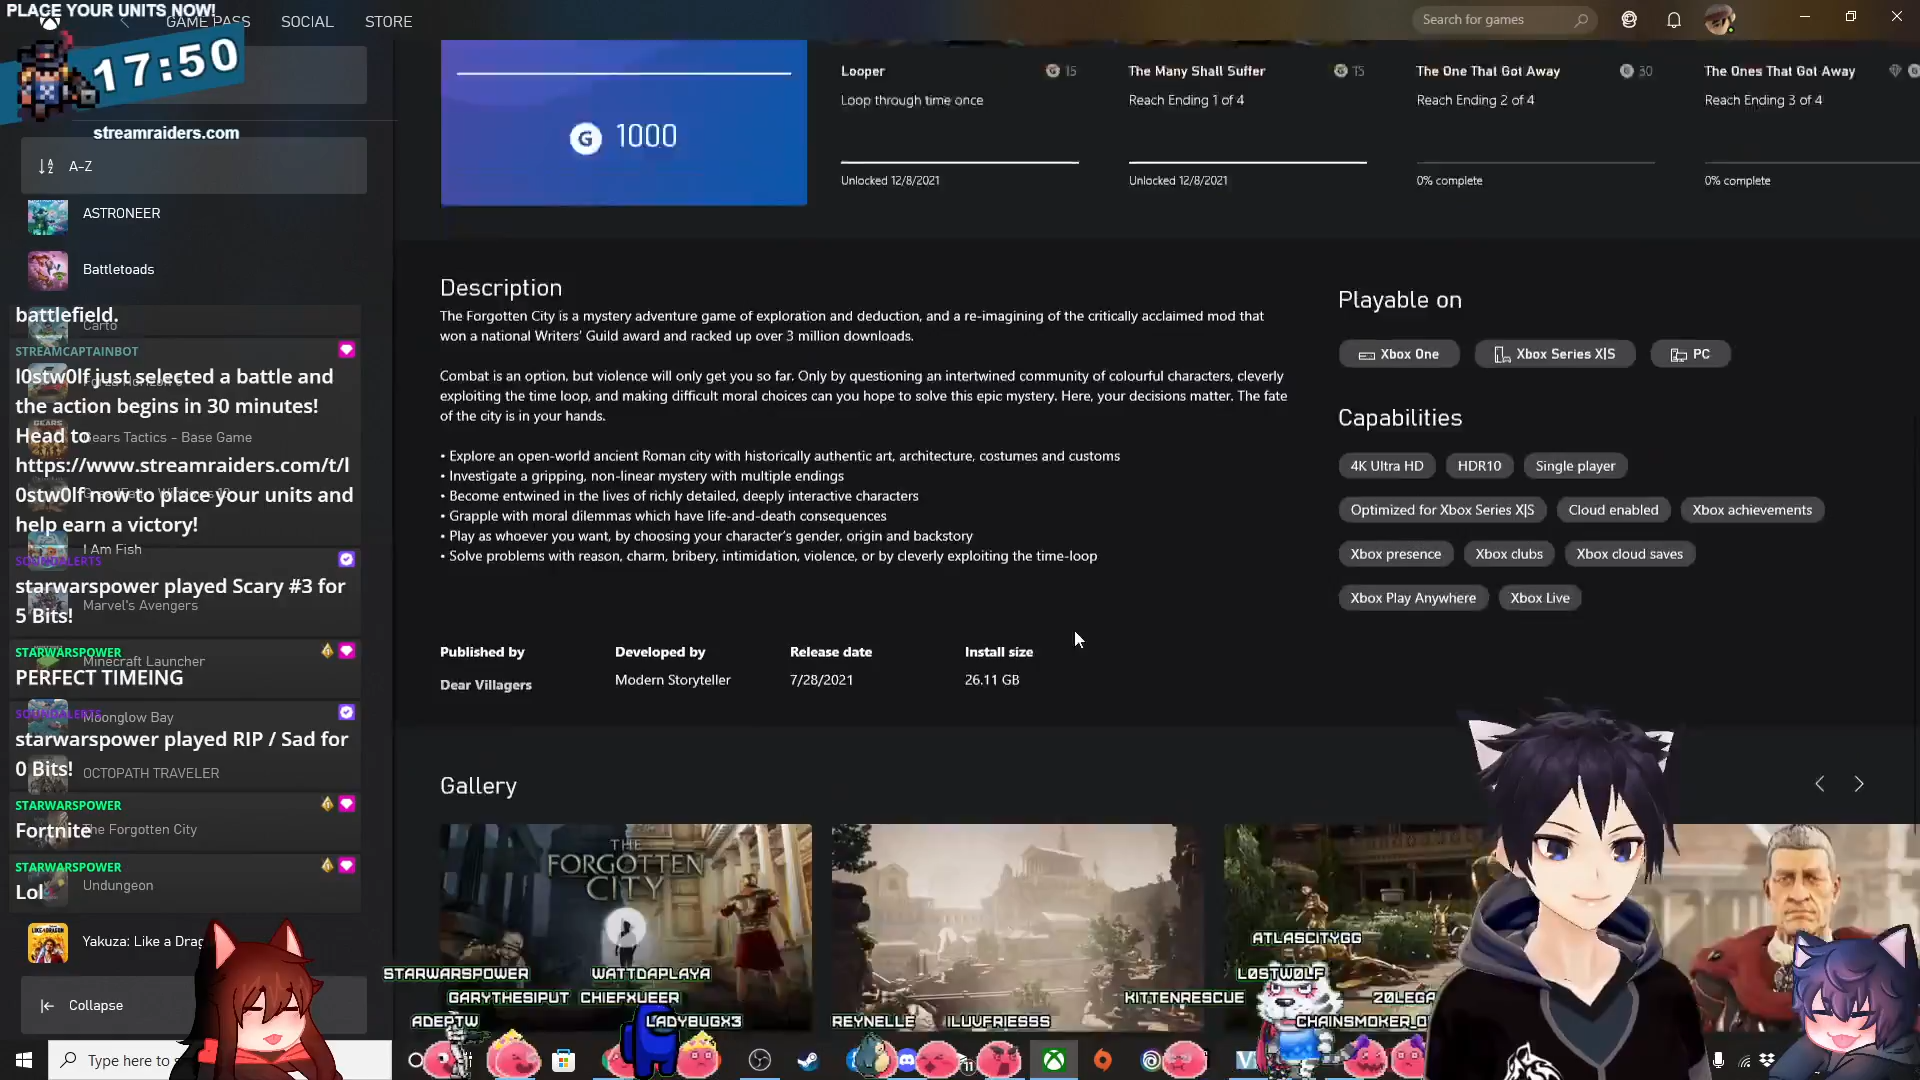 PLACE YOUR UNITS NOW!
GAME PASS
SOCIAL
STORE
Search for games
17:50
streamraiders.com
A-Z
ASTRONEER
Battletoads
Carto
battlefield.
STREAMCAPTAINBOT
l0stw0lf just selected a battle and
the action begins in 30 minutes!
Head to
Gears Tactics - Base Game
https://www.streamraiders.com/t/l
0stw0lf now to place your units and
help earn a victory!
I Am Fish
SOUNDALERTS
starwarspower played Scary #3 for
5 Bits!
Marvel's Avengers
STARWARSPOWER
Minecraft Launcher
PERFECT TIMEING
SOUNDALERTS
Moonglow Bay
starwarspower played RIP / Sad for
0 Bits!
OCTOPATH TRAVELER
STARWARSPOWER
Fortnite
The Forgotten City
STARWARSPOWER
Lol
Undungeon
Yakuza: Like a Drag
Collapse
Type here to s
G 1000
Looper
15
Loop through time once
Unlocked 12/8/2021
The Many Shall Suffer
15
Reach Ending 1 of 4
Unlocked 12/8/2021
The One That Got Away
30
Reach Ending 2 of 4
0% complete
The Ones That Got Away
Reach Ending 3 of 4
0% complete
Description
The Forgotten City is a mystery adventure game of exploration and deduction, and a re-imagining of the critically acclaimed mod that
won a national Writers' Guild award and racked up over 3 million downloads.
Combat is an option, but violence will only get you so far. Only by questioning an intertwined community of colourful characters, cleverly
exploiting the time loop, and making difficult moral choices can you hope to solve this epic mystery. Here, your decisions matter. The fate
of the city is in your hands.
• Explore an open-world ancient Roman city with historically authentic art, architecture, costumes and customs
• Investigate a gripping, non-linear mystery with multiple endings
• Become entwined in the lives of richly detailed, deeply interactive characters
• Grapple with moral dilemmas which have life-and-death consequences
• Play as whoever you want, by choosing your character's gender, origin and backstory
• Solve problems with reason, charm, bribery, intimidation, violence, or by cleverly exploiting the time-loop
Published by
Dear Villagers
Developed by
Modern Storyteller
Release date
7/28/2021
Install size
26.11 GB
Playable on
Xbox One
Xbox Series X|S
PC
Capabilities
4K Ultra HD
HDR10
Single player
Optimized for Xbox Series X|S
Cloud enabled
Xbox achievements
Xbox presence
Xbox clubs
Xbox cloud saves
Xbox Play Anywhere
Xbox Live
Gallery
THE
FORGOTTEN
CITY
STARWARSPOWER
WATTDAPLAYA
GARYTHESIPUT
CHIEFXUEER
ADEPTW
LADYBUGX3
REYNELLE
ILUVFRIESSS
KITTENRESCUE
ATLASCITYGG
L0STW0LF
20LEGA
CHAINSMOKER_0